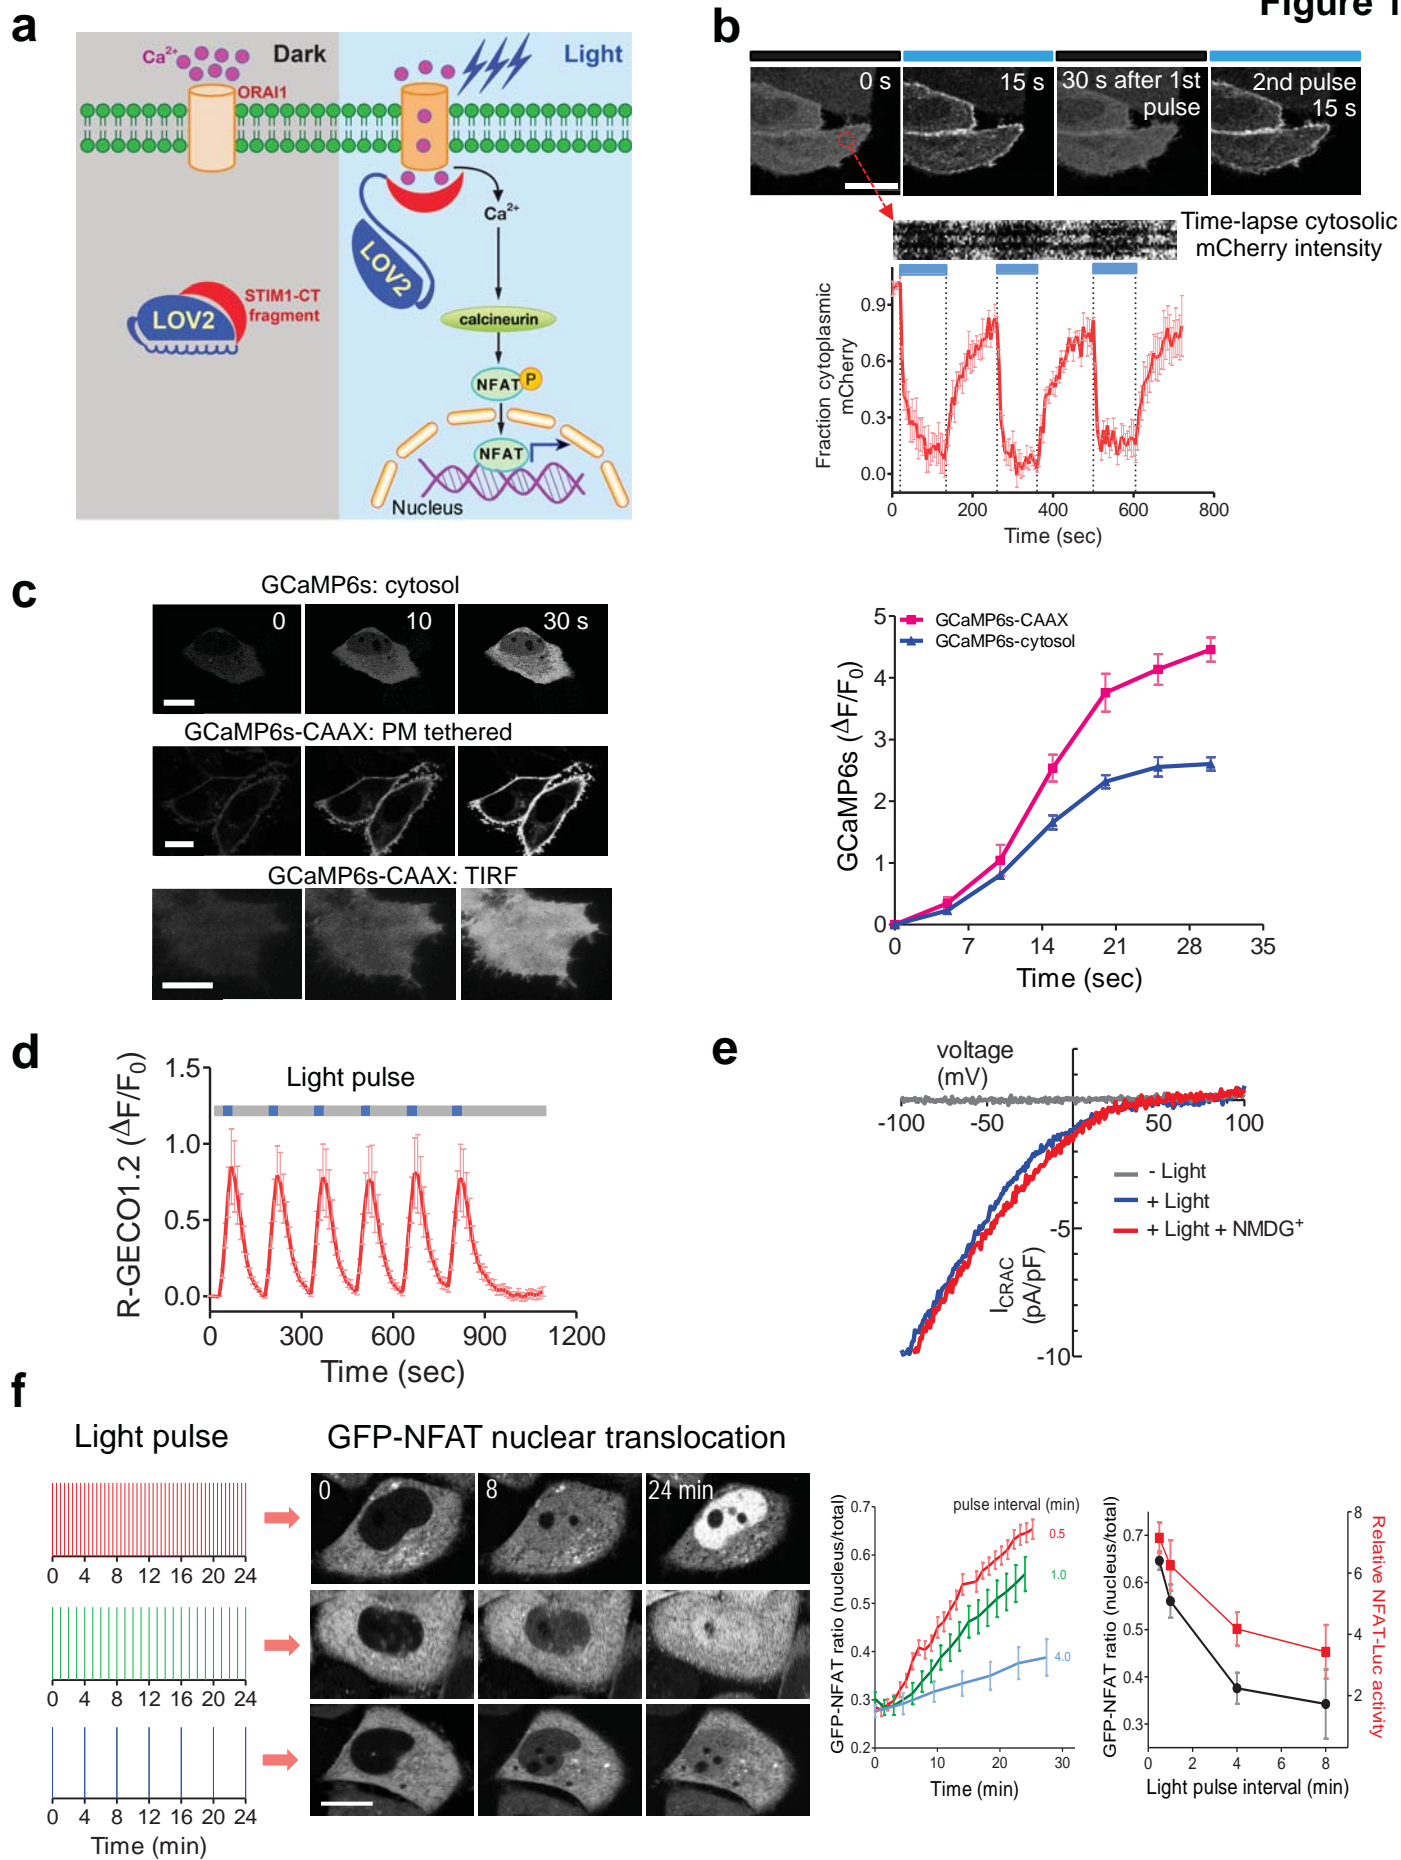 Figure 1
a
Dark
Light
Ca2+
ORAI1
LOV2
STIM1-CT
fragment
LOV2
Ca2+
calcineurin
NFAT
P
NFAT
Nucleus
b
0 s
15 s
30 s after 1st
pulse
2nd pulse
15 s
Time-lapse cytosolic
mCherry intensity
Fraction cytoplasmic
mCherry
0.9
0.6
0.3
0.0
0 200 400 600 800
Time (sec)
c
GCaMP6s: cytosol
0
10
30 s
GCaMP6s-CAAX: PM tethered
GCaMP6s-CAAX: TIRF
GCaMP6s (ΔF/F0)
5
4
3
2
1
0
GCaMP6s-CAAX
GCaMP6s-cytosol
0 7 14 21 28 35
Time (sec)
d
R-GECO1.2 (ΔF/F0)
1.5
1.0
0.5
0.0
Light pulse
0 300 600 900 1200
Time (sec)
e
voltage
(mV)
-100 -50 50 100
- Light
+ Light
+ Light + NMDG+
-5
-10
ICRAC
(pA/pF)
f
Light pulse
0 4 8 12 16 20 24
0 4 8 12 16 20 24
0 4 8 12 16 20 24
Time (min)
GFP-NFAT nuclear translocation
0
8
24 min
GFP-NFAT ratio (nucleus/total)
0.7
0.6
0.5
0.4
0.3
0.2
pulse interval (min)
0.5
1.0
4.0
0 10 20 30
Time (min)
GFP-NFAT ratio (nucleus/total)
0.7
0.6
0.5
0.4
0.3
0 2 4 6 8
Light pulse interval (min)
8
6
4
2
Relative NFAT-Luc activity